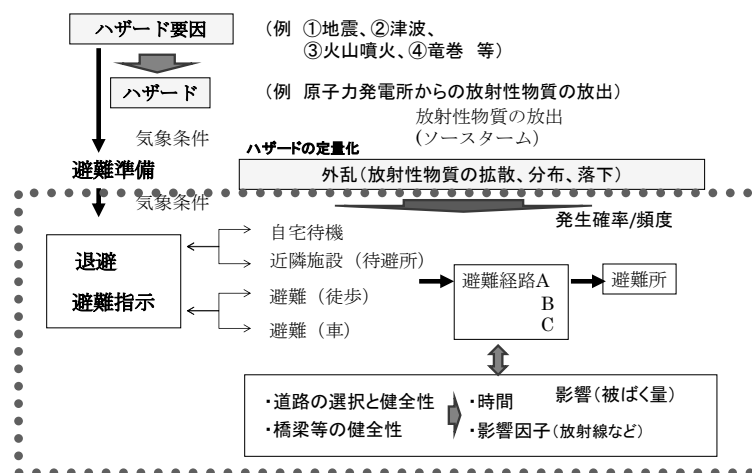 ハザード要因
(例 ①地震、②津波、
③火山噴火、④竜巻 等)
ハザード
(例 原子力発電所からの放射性物質の放出)
放射性物質の放出
(ソースターム)
気象条件
ハザードの定量化
避難準備
外乱(放射性物質の拡散、分布、落下)
気象条件
発生確率/頻度
退避
避難指示
自宅待機
近隣施設(待避所)
避難(徒歩)
避難(車)
避難経路A
B
C
避難所
・道路の選択と健全性
・橋梁等の健全性
・時間
影響(被ばく量)
・影響因子(放射線など)